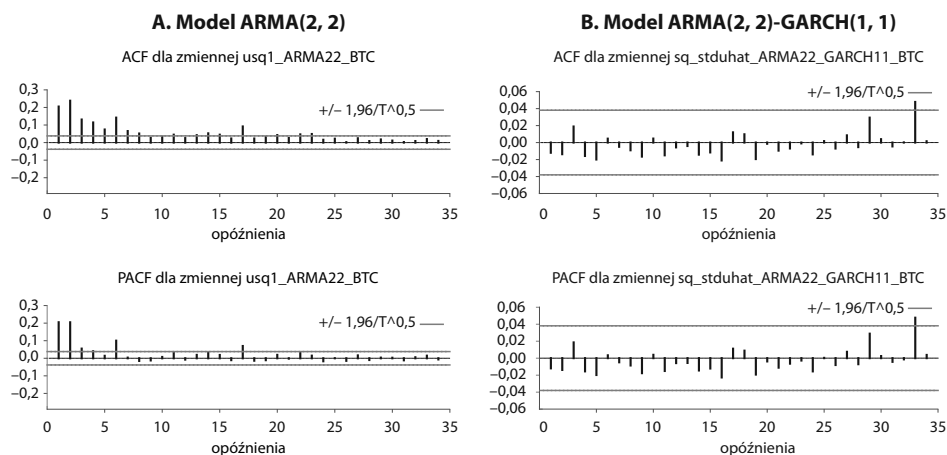 A. Model ARMA(2, 2)
ACF dla zmiennej usq1_ARMA22_BTC
+/− 1,96/T^0,5
0,3
0,2
0,1
0,0
−0,1
−0,2
0 5 10 15 20 25 30 35
opóźnienia
PACF dla zmiennej usq1_ARMA22_BTC
+/− 1,96/T^0,5
0,3
0,2
0,1
0,0
−0,1
−0,2
0 5 10 15 20 25 30 35
opóźnienia
B. Model ARMA(2, 2)-GARCH(1, 1)
ACF dla zmiennej sq_stduhat_ARMA22_GARCH11_BTC
+/− 1,96/T^0,5
0,06
0,04
0,020
0,00
−0,02
−0,04
−0,06
0 5 10 15 20 25 30 35
opóźnienia
PACF dla zmiennej sq_stduhat_ARMA22_GARCH11_BTC
+/− 1,96/T^0,5
0,06
0,04
0,02
0,00
−0,02
−0,04
−0,06
0 5 10 15 20 25 30 35
opóźnienia